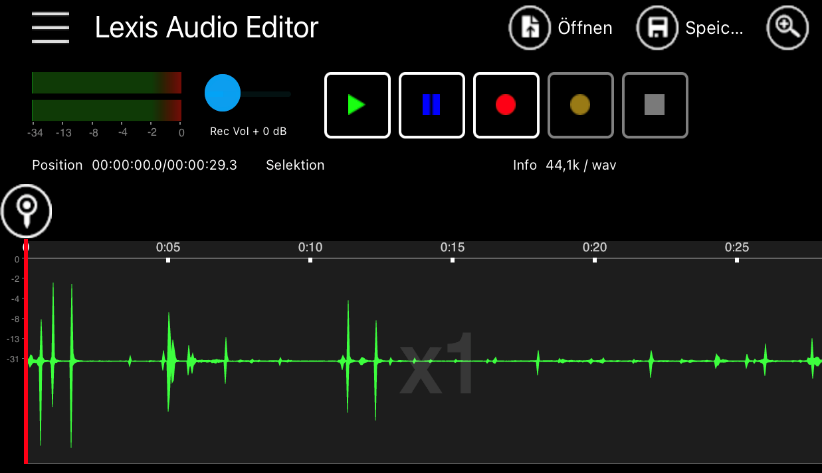 Lexis Audio Editor Öffnen Speic...
-34 -13 -8 -4 -2 0
Rec Vol + 0 dB
Position 00:00:00.0/00:00:29.3 Selektion Info 44,1k / wav
0 0:05 0:10 0:15 0:20 0:25
0
-2
-4
-8
-13
-31
x1